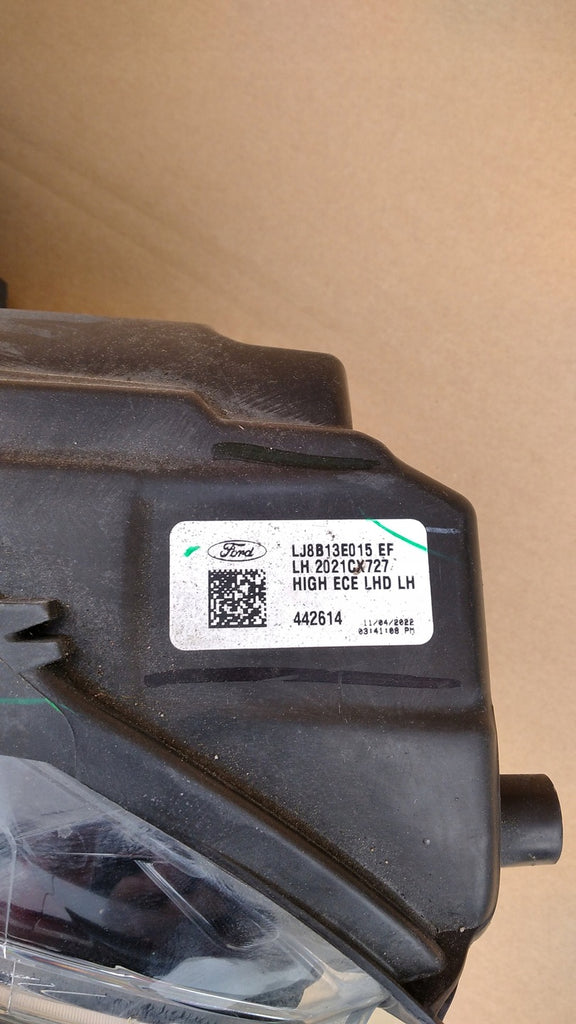 Ford
LJ8B13E015 EF
LH 2021CX727
HIGH ECE LHD LH
442614
11/04/2022
03:41:08 PM